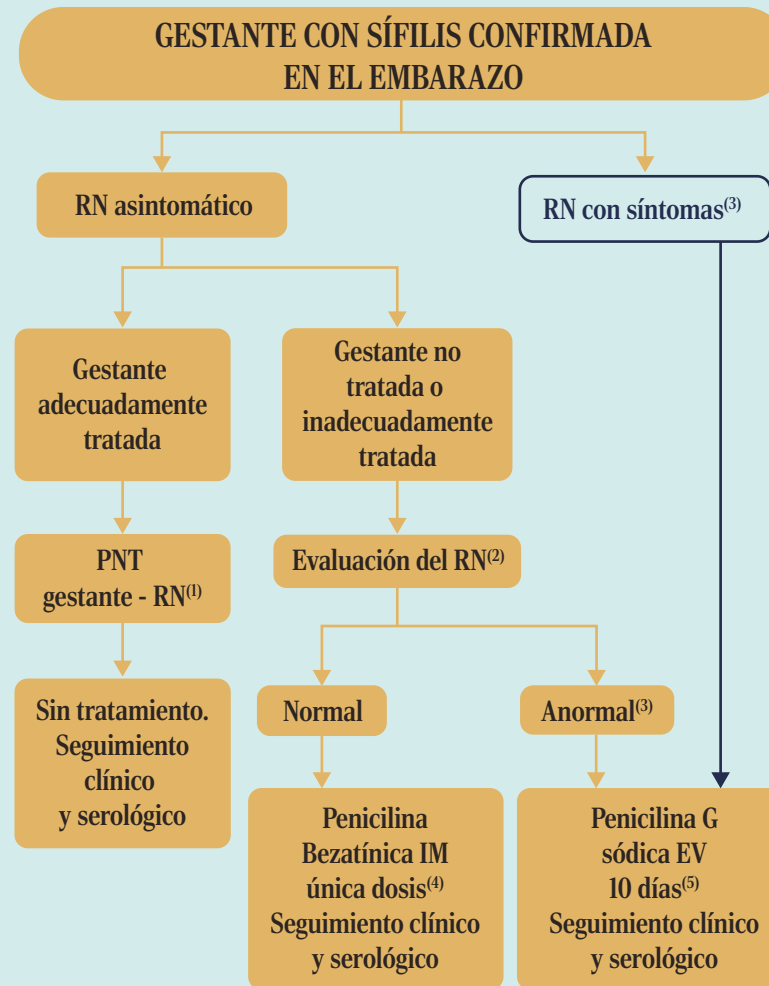 GESTANTE CON SÍFILIS CONFIRMADA
EN EL EMBARAZO
RN asintomático
RN con síntomas(3)
Gestante
adecuadamente
tratada
Gestante no
tratada o
inadecuadamente
tratada
PNT
gestante - RN(1)
Evaluación del RN(2)
Sin tratamiento.
Seguimiento
clínico
y serológico
Normal
Anormal(3)
Penicilina
Bezatínica IM
única dosis(4)
Seguimiento clínico
y serológico
Penicilina G
sódica EV
10 días(5)
Seguimiento clínico
y serológico